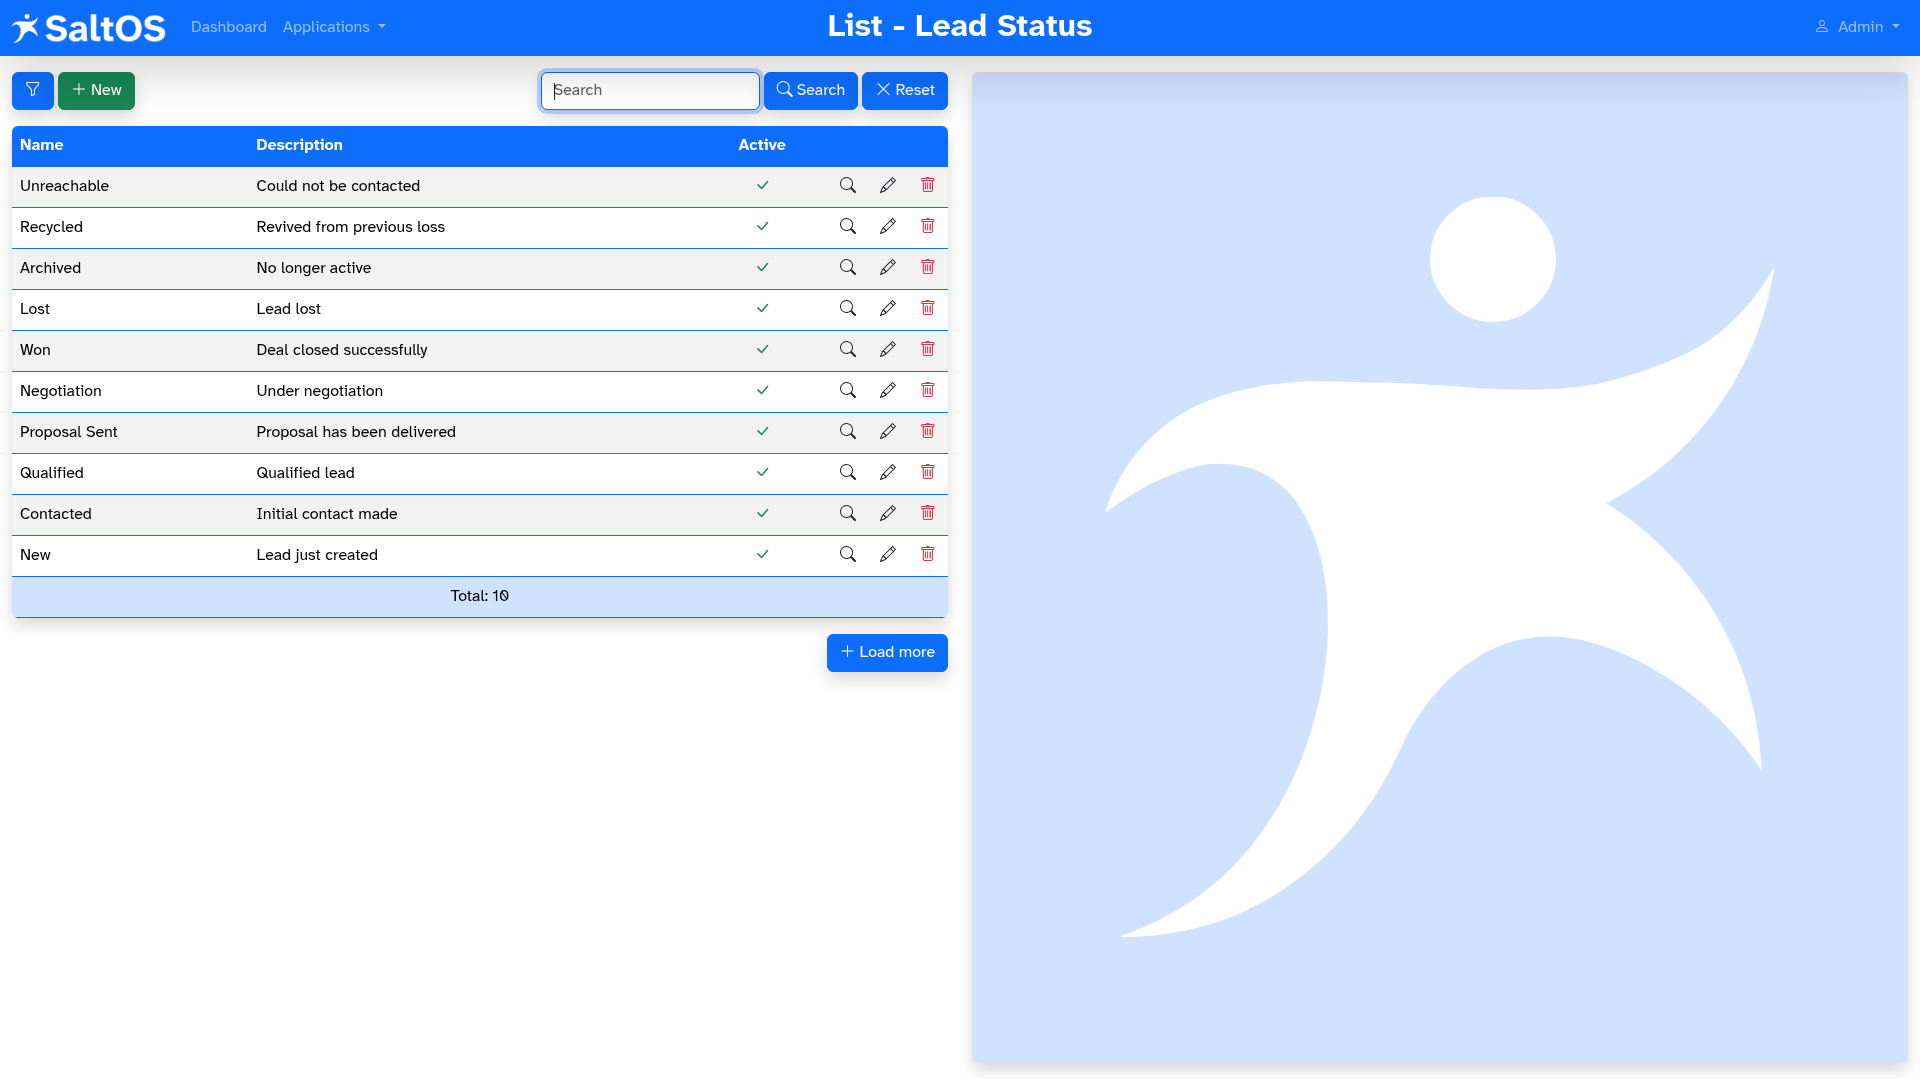 SaltOS Dashboard Applications List - Lead Status Admin
New Search Search Reset
Name Description Active
Unreachable Could not be contacted
Recycled Revived from previous loss
Archived No longer active
Lost Lead lost
Won Deal closed successfully
Negotiation Under negotiation
Proposal Sent Proposal has been delivered
Qualified Qualified lead
Contacted Initial contact made
New Lead just created
Total: 10
Load more